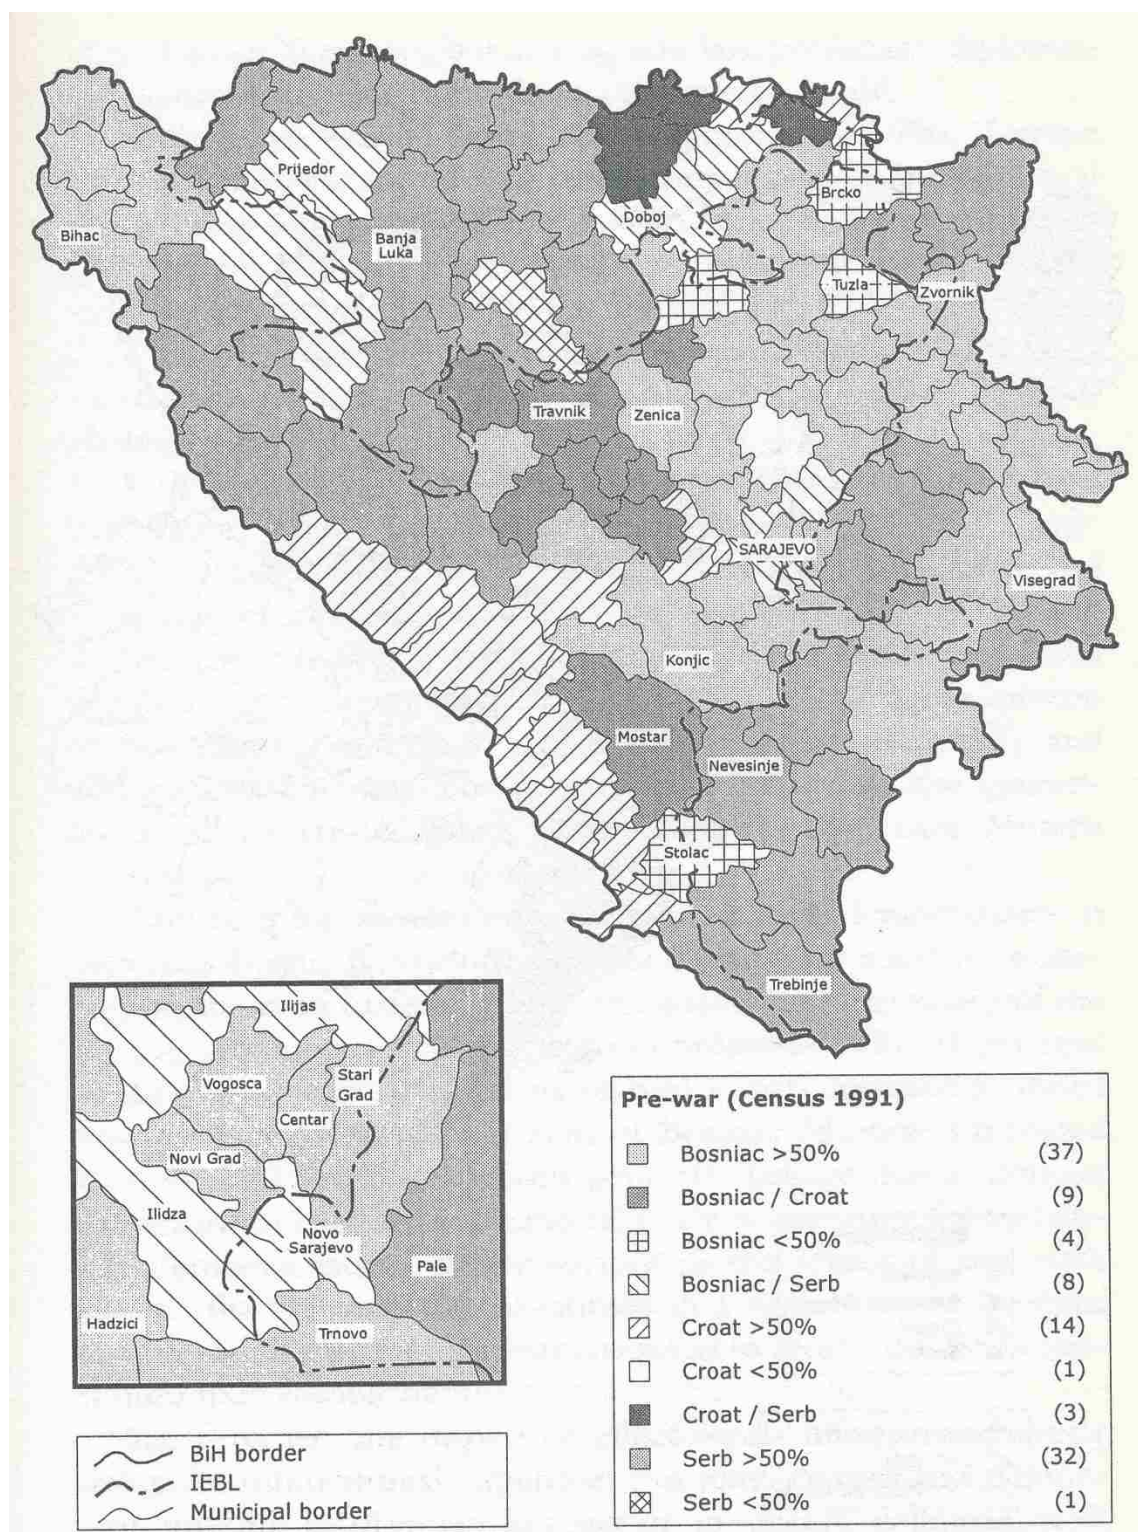 Prijedor
Bihac
Banja
Luka
Doboj
Brcko
Tuzla
Zvornik
Travnik
Zenica
SARAJEVO
Visegrad
Konjic
Mostar
Nevesinje
Stolac
Trebinje
Ilijas
Vogosca
Stari
Grad
Centar
Novi Grad
Ilidza
Novo
Sarajevo
Pale
Hadzici
Trnovo
BiH border
IEBL
Municipal border
Pre-war (Census 1991)
Bosniac >50% (37)
Bosniac / Croat (9)
Bosniac <50% (4)
Bosniac / Serb (8)
Croat >50% (14)
Croat <50% (1)
Croat / Serb (3)
Serb >50% (32)
Serb <50% (1)